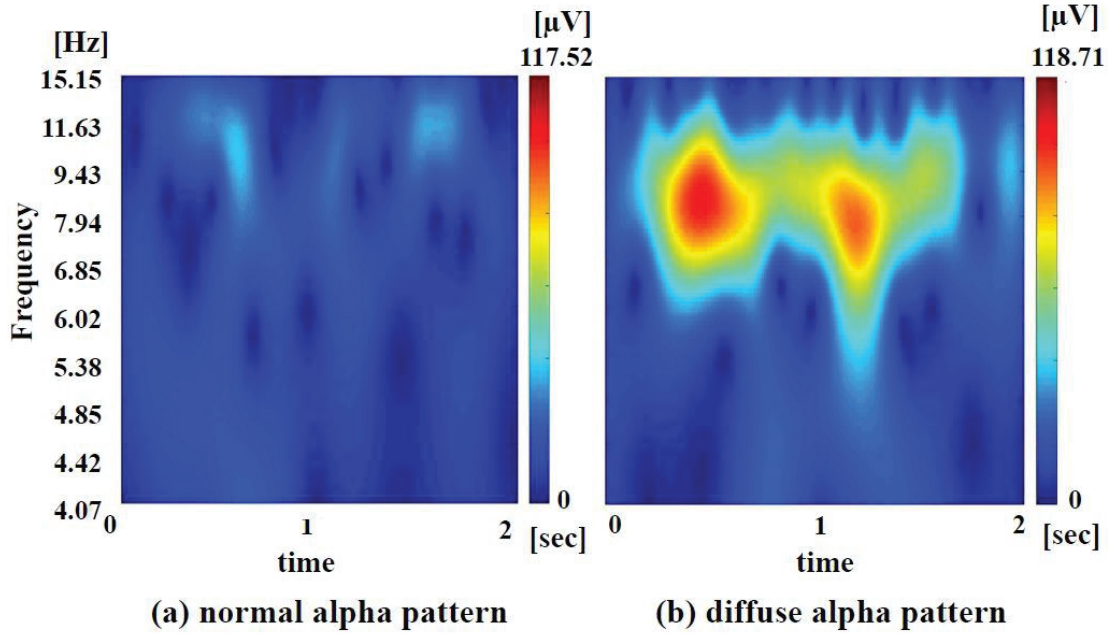 [Hz]
[µV]
117.52
[µV]
118.71
15.15
11.63
9.43
7.94
6.85
6.02
5.38
4.85
4.42
4.07
Frequency
0
0
0 1 2
[sec]
0 1 2
[sec]
time
time
(a) normal alpha pattern
(b) diffuse alpha pattern